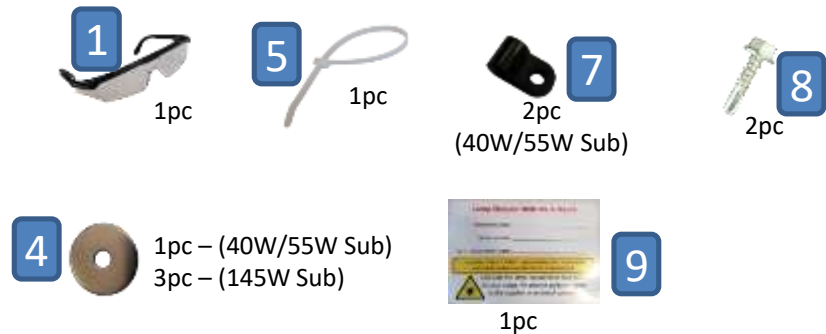 1
1pc
5
1pc
7
2pc
(40W/55W Sub)
8
2pc
4
1pc – (40W/55W Sub)
3pc – (145W Sub)
9
1pc